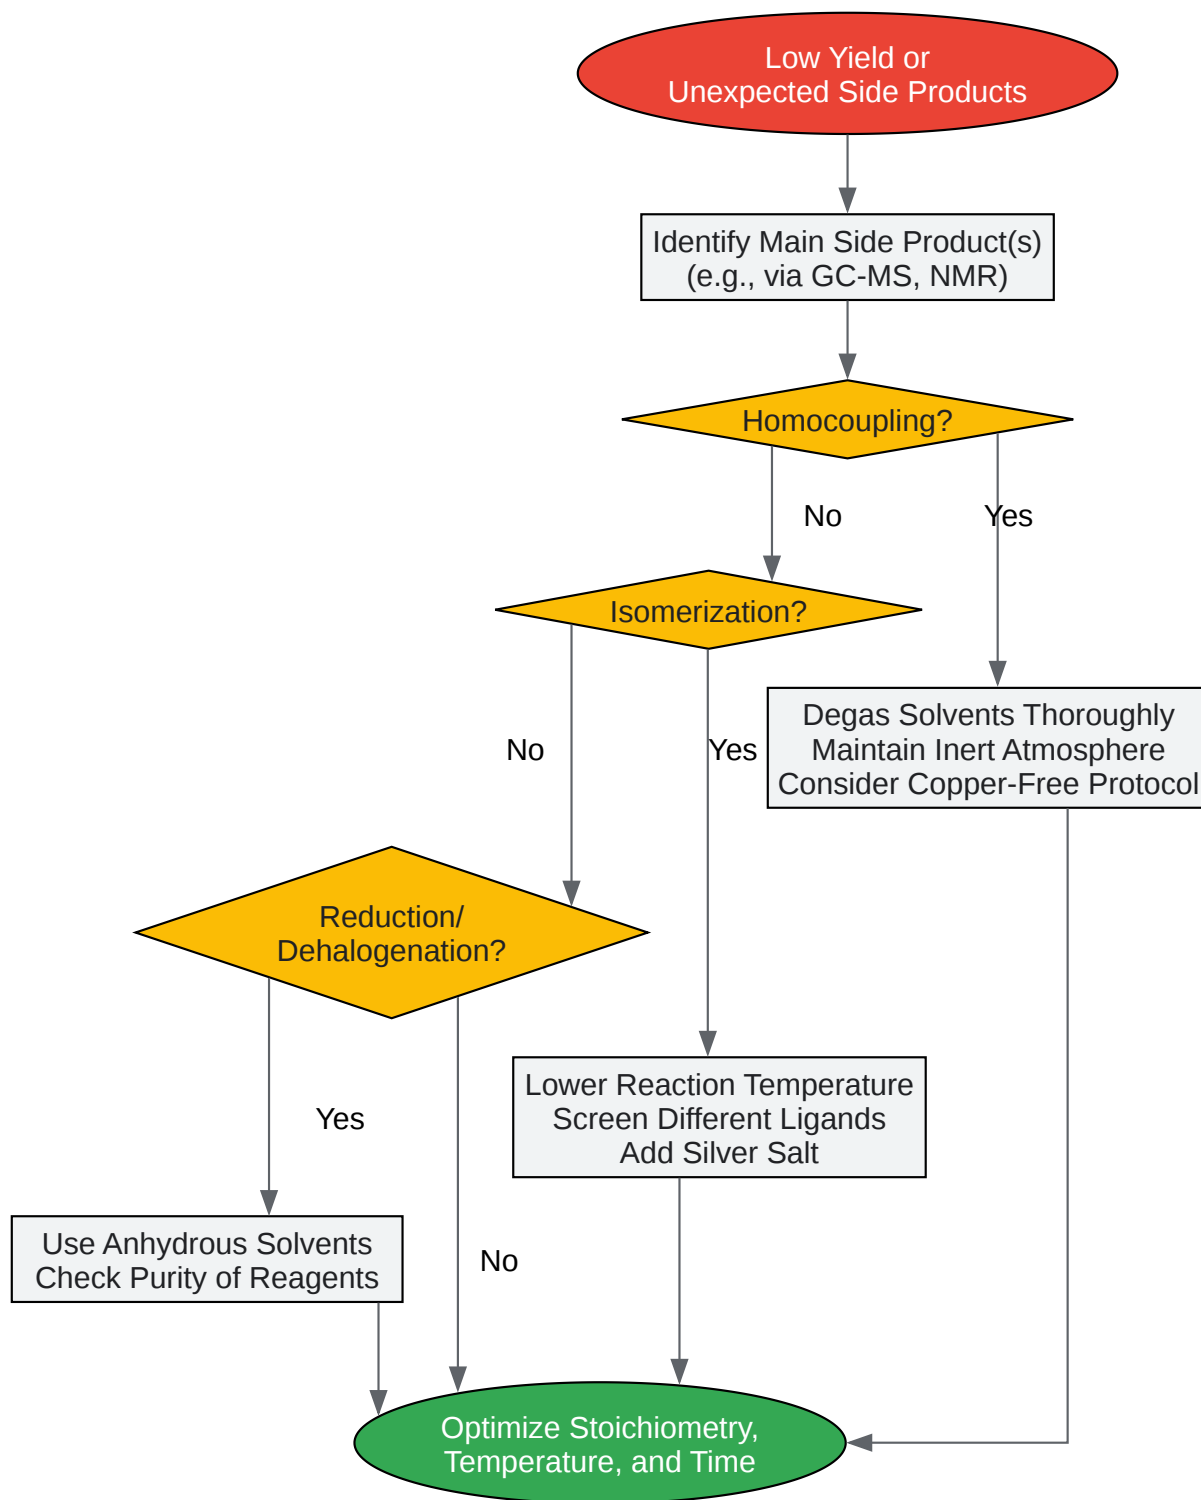 Low Yield or
Unexpected Side Products
Identify Main Side Product(s)
(e.g., via GC-MS, NMR)
Homocoupling?
No
Yes
Isomerization?
Degas Solvents Thoroughly
Maintain Inert Atmosphere
Consider Copper-Free Protocol
No
Yes
Reduction/
Dehalogenation?
Lower Reaction Temperature
Screen Different Ligands
Add Silver Salt
Yes
Use Anhydrous Solvents
Check Purity of Reagents
No
Optimize Stoichiometry,
Temperature, and Time